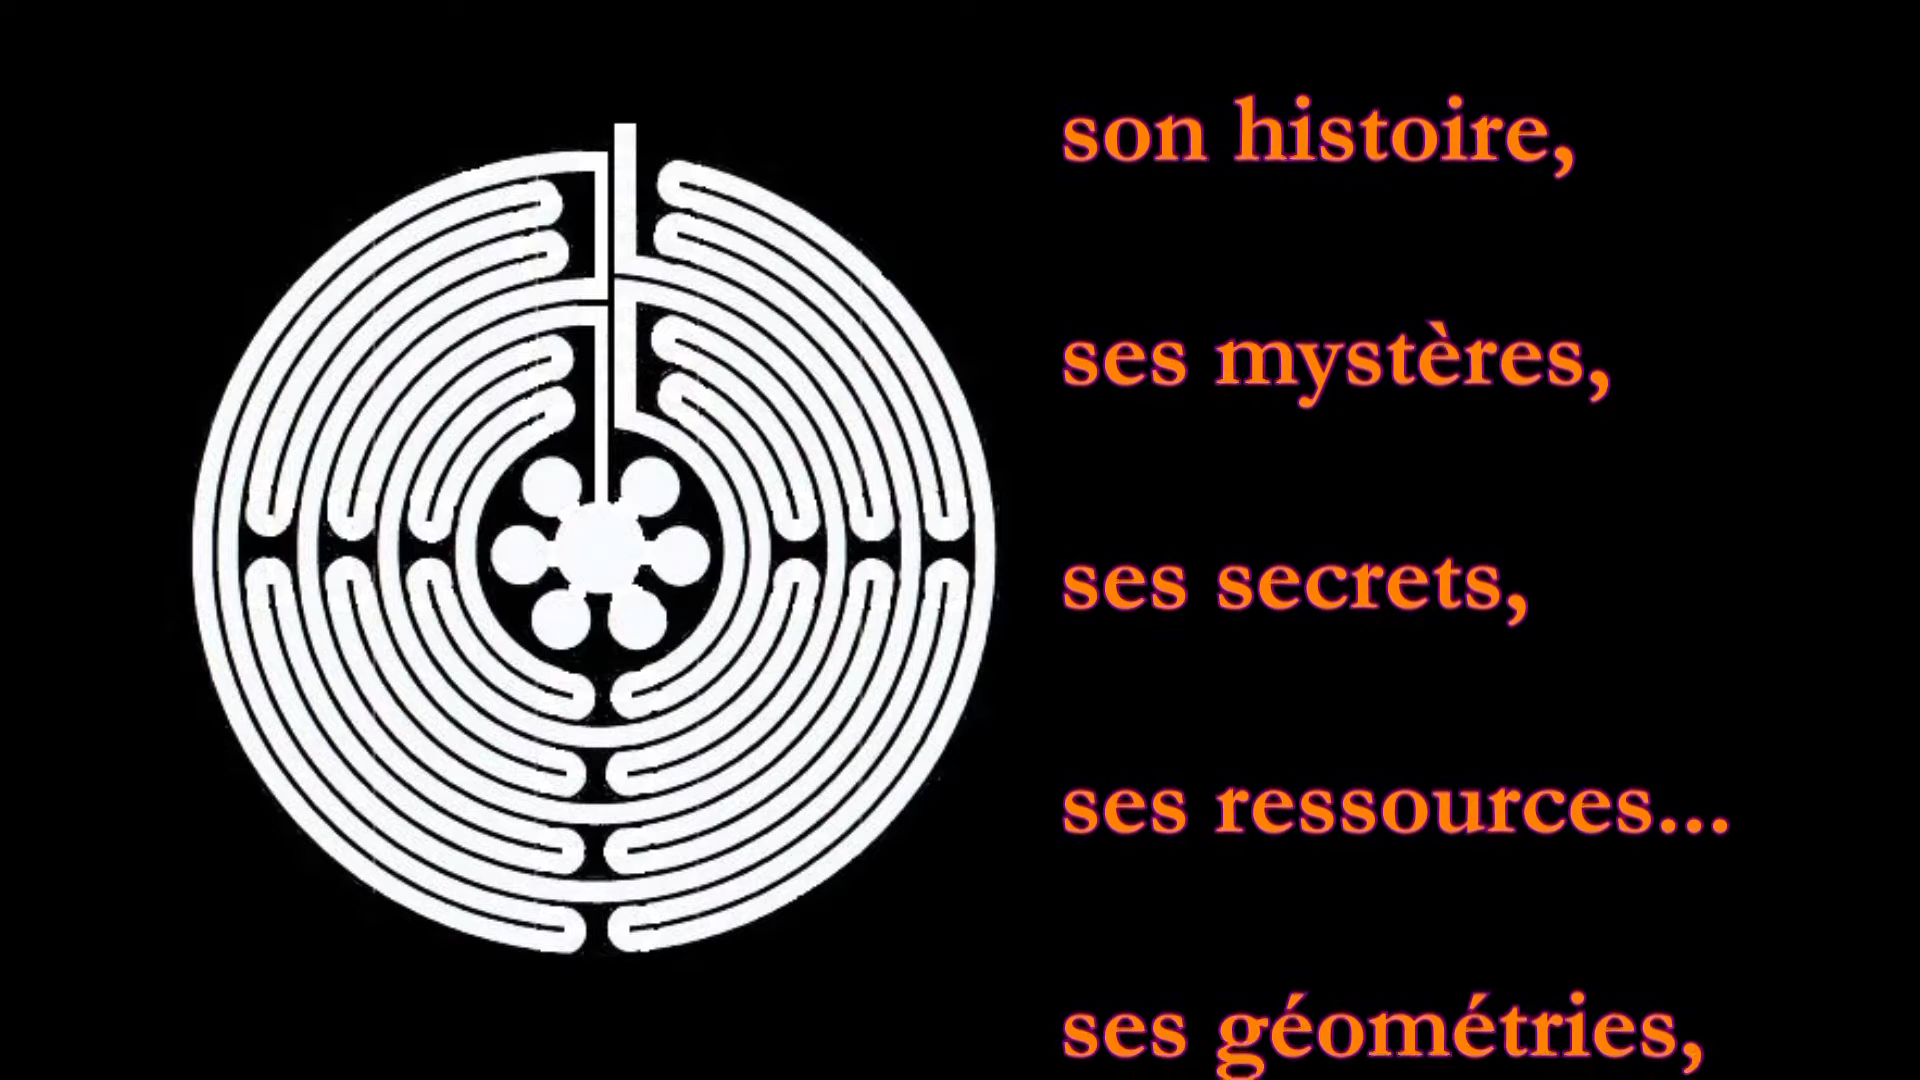 son histoire,
ses mystères,
ses secrets,
ses ressources...
ses géométries,